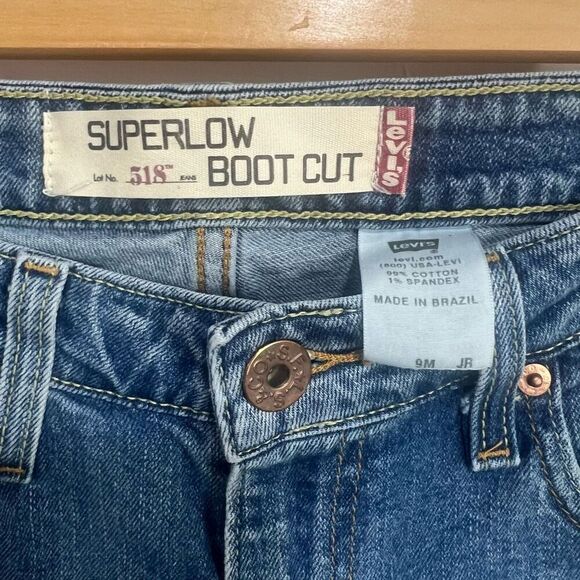 SUPERLOW
Lot No. 518™ JEANS BOOT CUT
LEVI'S
LEVI'S
levi.com
(800) USA-LEVI
99% COTTON
1% SPANDEX
MADE IN BRAZIL
9M JR